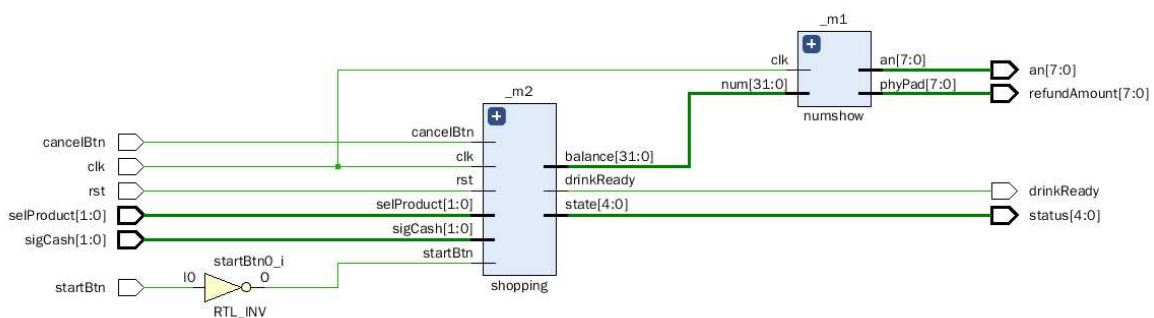 _m1
clk
an[7:0]
an[7:0]
num[31:0]
phyPad[7:0]
refundAmount[7:0]
numshow
_m2
cancelBtn
cancelBtn
clk
clk
balance[31:0]
rst
rst
drinkReady
drinkReady
selProduct[1:0]
selProduct[1:0]
state[4:0]
status[4:0]
sigCash[1:0]
sigCash[1:0]
startBtn
startBtn0_i
startBtn
I0
O
shopping
RTL_INV